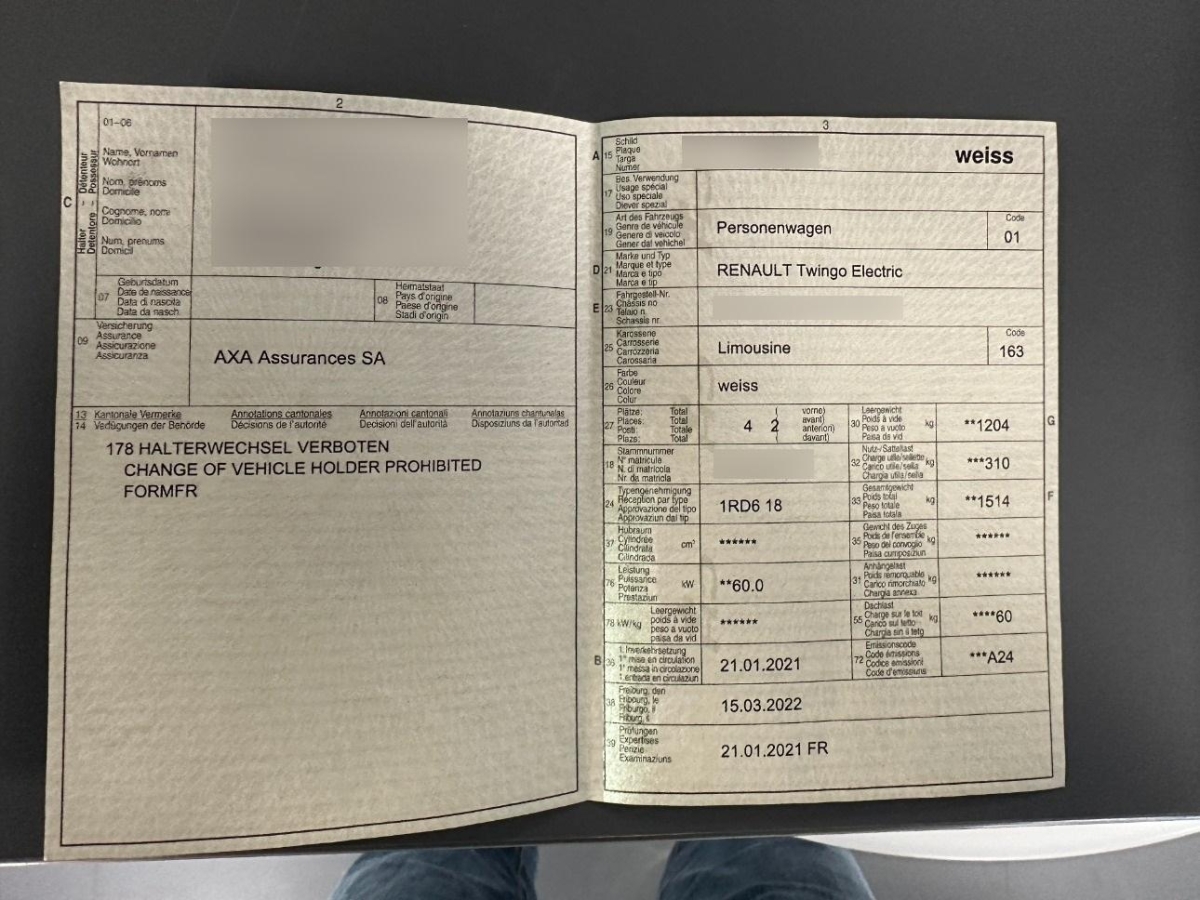 2
01–06
C
Halter - Détenteur
Detentore - Possessur
Name, Vornamen
Wohnort
Nom, prénoms
Domicile
Cognome, nomi
Domicilio
Num, prenums
Domicil
07
Geburtsdatum
Date de naissance
Data di nascita
Data da nasch.
08
Heimatstaat
Pays d'origine
Paese d'origine
Stadi d'origin
09
Versicherung
Assurance
Assicurazione
Assicuranza
AXA Assurances SA
13 Kantonale Vermerke Annotations cantonales Annotazioni cantonali Annotaziuns chantunalas
14 Verfügungen der Behörde Décisions de l'autorité Decisioni dell'autorità Disposiziuns da l'autoritad
178 HALTERWECHSEL VERBOTEN
CHANGE OF VEHICLE HOLDER PROHIBITED
FORMFR
3
A 15
Schild
Plaque
Targa
Numer
weiss
17
Bes. Verwendung
Usage spécial
Uso speciale
Diever spezial
19
Art des Fahrzeugs
Genre de véhicule
Genere di veicolo
Gener dal vehichel
Personenwagen
Code
01
D 21
Marke und Typ
Marque et type
Marca e tipo
Marca e tip
RENAULT Twingo Electric
E 23
Fahrgestell-Nr.
Châssis no
Telaio n.
Schassis nr.
25
Karosserie
Carrosserie
Carrozzeria
Carossaria
Limousine
Code
163
26
Farbe
Couleur
Colore
Colur
weiss
27
Plätze: Total
Places: Total
Posti: Totale
Plazs: Total
4 2
( vorne)
( avant)
( anteriori)
( davant)
30
Leergewicht
Poids à vide
Peso a vuoto
Paisa da vid
kg
**1204
G
18
Stammnummer
N° matricule
N. di matricola
Nr. da matricla
32
Nutz-/Sattellast
Charge utile/sellette
Carico utile/sella
Chargia utila/sella
kg
***310
24
Typengenehmigung
Réception par type
Approvazione del tipo
Approvaziun dal tip
1RD6 18
33
Gesamtgewicht
Poids total
Peso totale
Paisa totala
kg
**1514
F
37
Hubraum
Cylindrée
Cilindrata
Cilindrada
cm³
******
35
Gewicht des Zuges
Poids de l'ensemble
Peso del convoglio
Paisa cumposiziun
kg
******
76
Leistung
Puissance
Potenza
Prestaziun
kW
**60.0
31
Anhängelast
Poids remorquable
Carico rimorchiato
Chargia annexa
kg
******
78 kW/kg
Leergewicht
poids à vide
peso a vuoto
paisa da vid
******
55
Dachlast
Charge sur le toit
Carico sul tetto
Chargia sin il tetg
kg
****60
B 36
1. Inverkehrsetzung
1re mise en circulation
1a messa in circolazione
1. entrada en circulaziun
21.01.2021
72
Emissionscode
Code émissions
Codice emissioni
Code d'emissiuns
***A24
38
Freiburg, den
Fribourg, le
Friburgo, il
Friburg, il
15.03.2022
39
Prüfungen
Expertises
Perizie
Examinaziuns
21.01.2021 FR